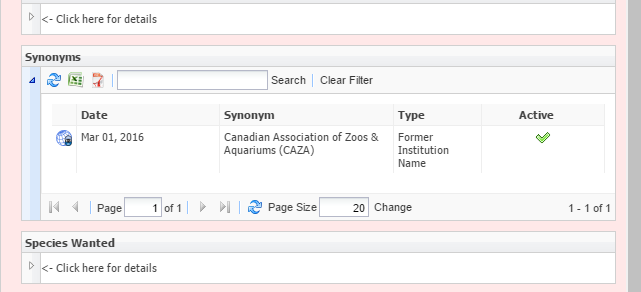 <- Click here for details
Synonyms
Search | Clear Filter
Date Synonym Type Active
Mar 01, 2016 Canadian Association of Zoos & Former
Aquariums (CAZA) Institution
Name
Page 1 of 1 Page Size 20 Change 1 - 1 of 1
Species Wanted
<- Click here for details